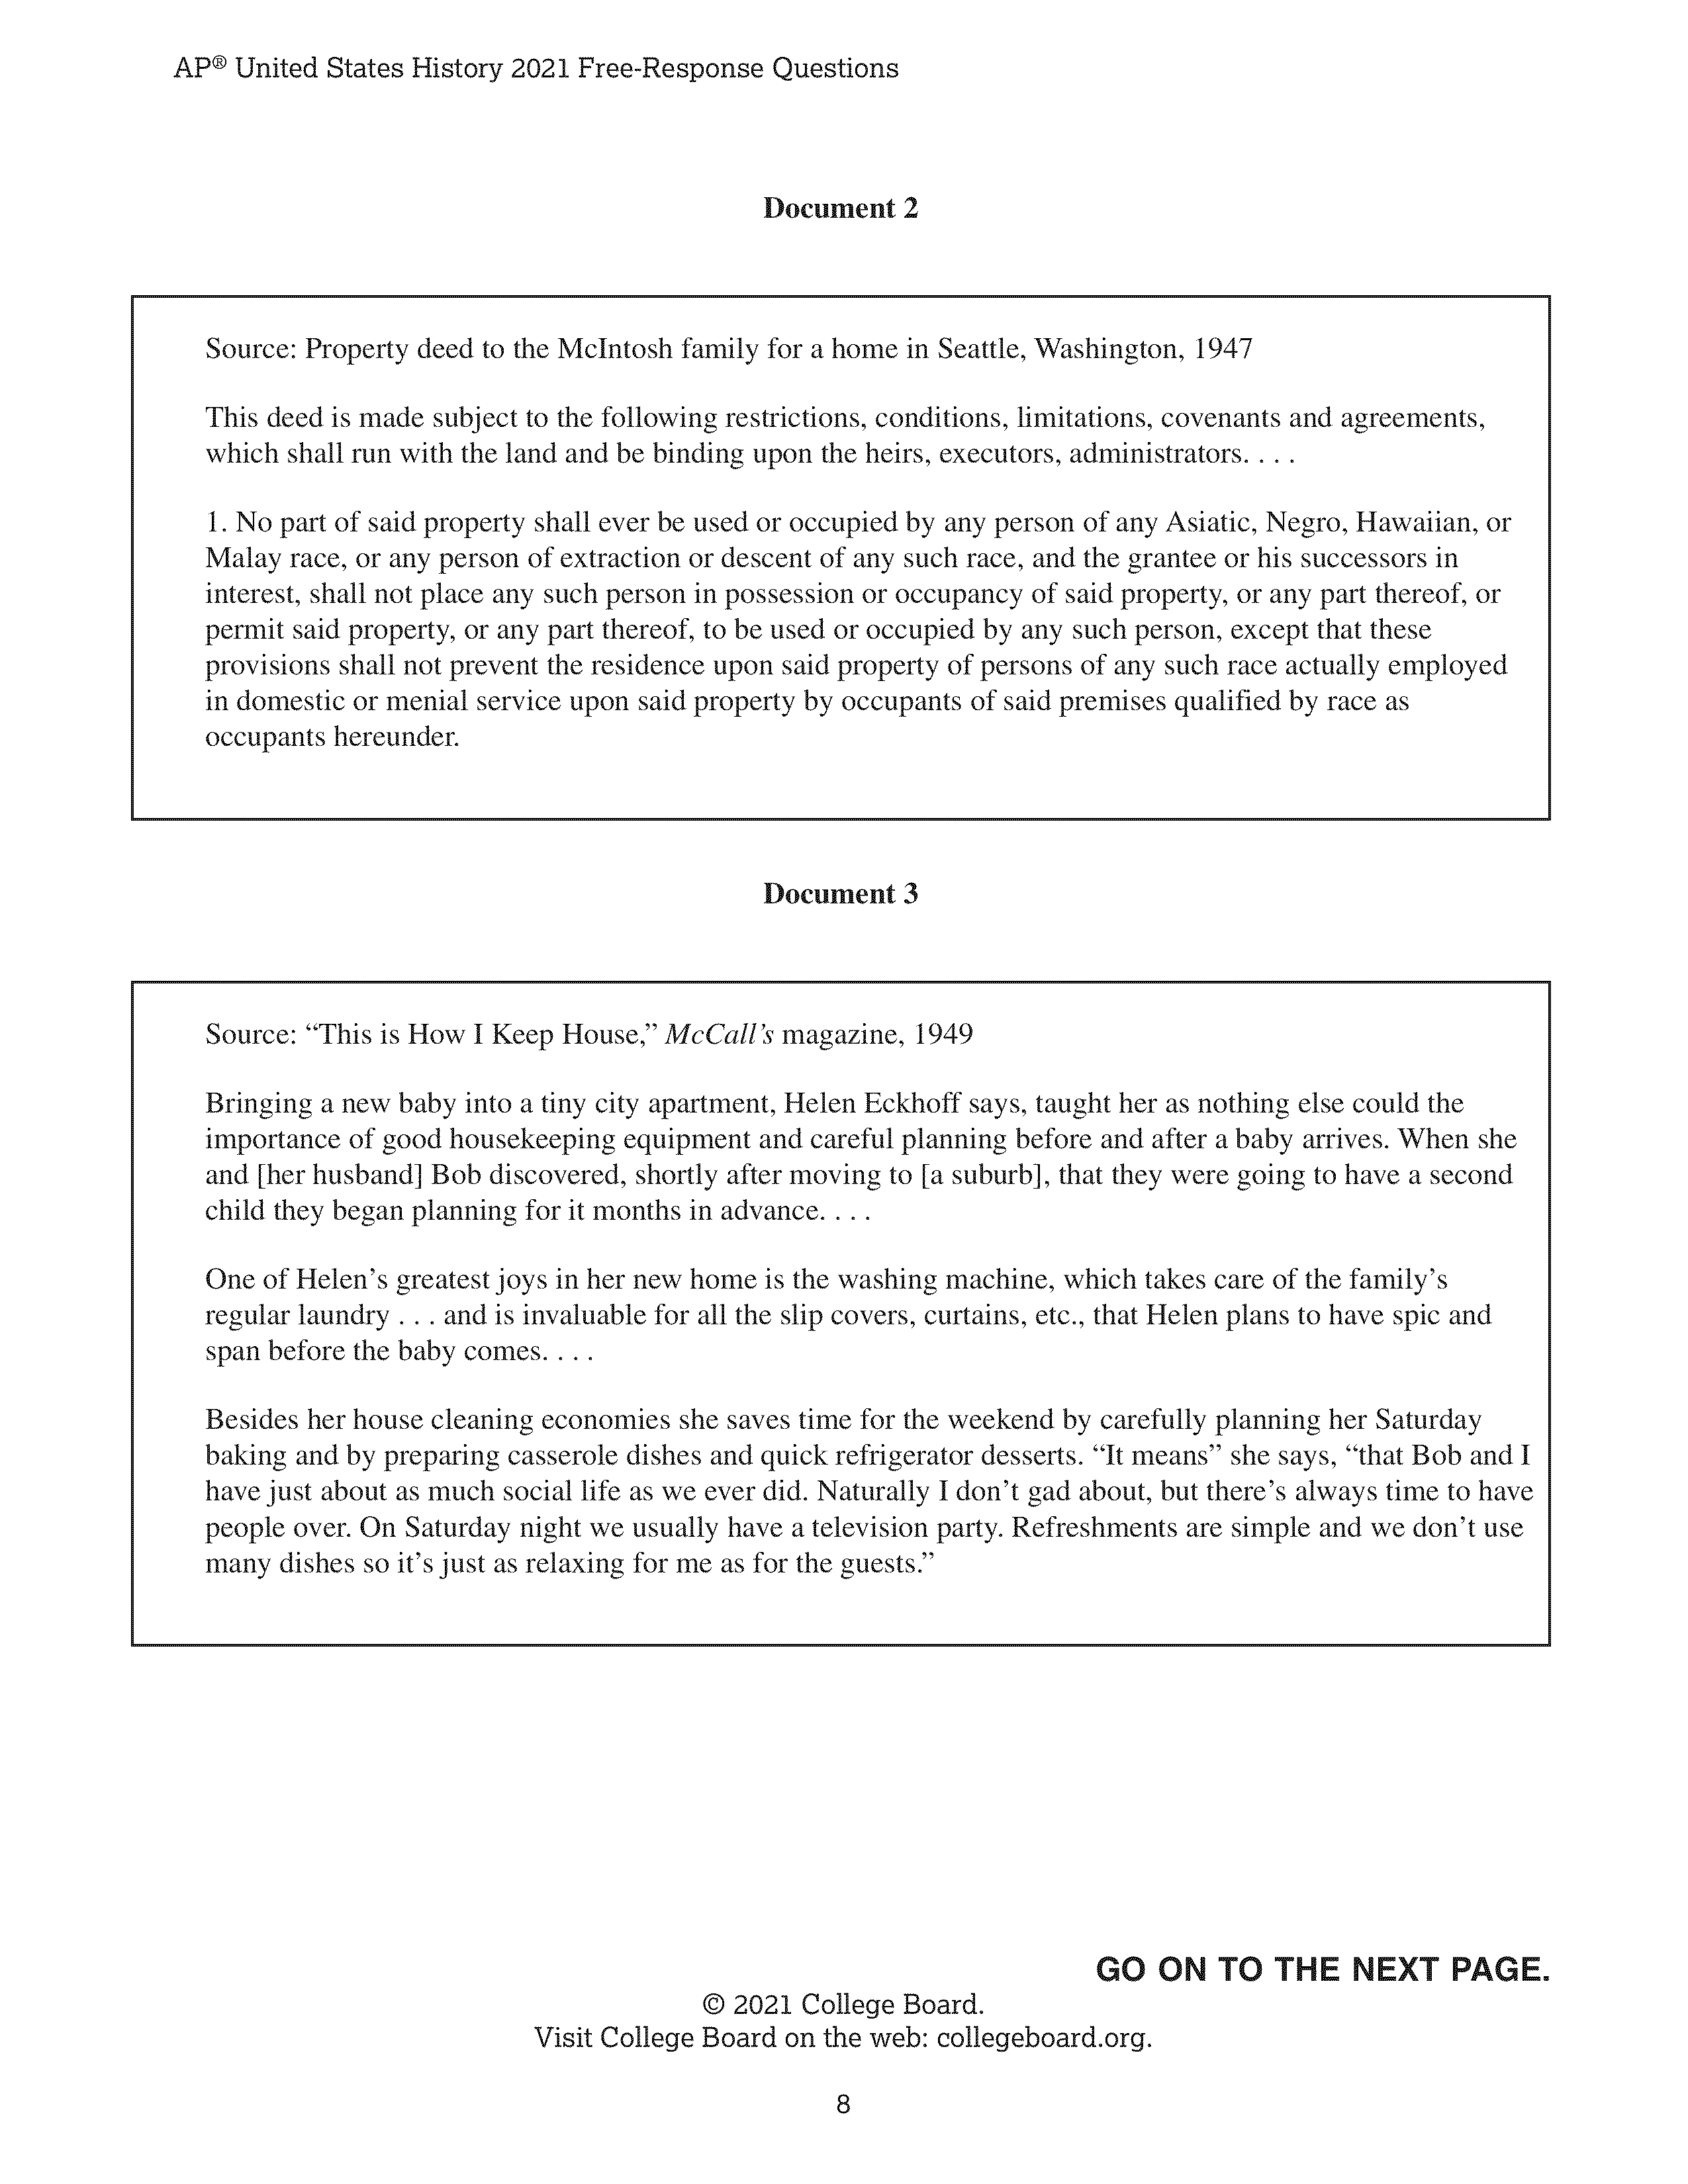 AP® United States History 2021 Free-Response Questions
Document 2
Source: Property deed to the McIntosh family for a home in Seattle, Washington, 1947
This deed is made subject to the following restrictions, conditions, limitations, covenants and agreements,
which shall run with the land and be binding upon the heirs, executors, administrators. . . .
1. No part of said property shall ever be used or occupied by any person of any Asiatic, Negro, Hawaiian, or
Malay race, or any person of extraction or descent of any such race, and the grantee or his successors in
interest, shall not place any such person in possession or occupancy of said property, or any part thereof, or
permit said property, or any part thereof, to be used or occupied by any such person, except that these
provisions shall not prevent the residence upon said property of persons of any such race actually employed
in domestic or menial service upon said property by occupants of said premises qualified by race as
occupants hereunder.
Document 3
Source: “This is How I Keep House,” McCall’s magazine, 1949
Bringing a new baby into a tiny city apartment, Helen Eckhoff says, taught her as nothing else could the
importance of good housekeeping equipment and careful planning before and after a baby arrives. When she
and [her husband] Bob discovered, shortly after moving to [a suburb], that they were going to have a second
child they began planning for it months in advance. . . .
One of Helen’s greatest joys in her new home is the washing machine, which takes care of the family’s
regular laundry . . . and is invaluable for all the slip covers, curtains, etc., that Helen plans to have spic and
span before the baby comes. . . .
Besides her house cleaning economies she saves time for the weekend by carefully planning her Saturday
baking and by preparing casserole dishes and quick refrigerator desserts. “It means” she says, “that Bob and I
have just about as much social life as we ever did. Naturally I don’t gad about, but there’s always time to have
people over. On Saturday night we usually have a television party. Refreshments are simple and we don’t use
many dishes so it’s just as relaxing for me as for the guests.”
GO ON TO THE NEXT PAGE.
© 2021 College Board.
Visit College Board on the web: collegeboard.org.
8